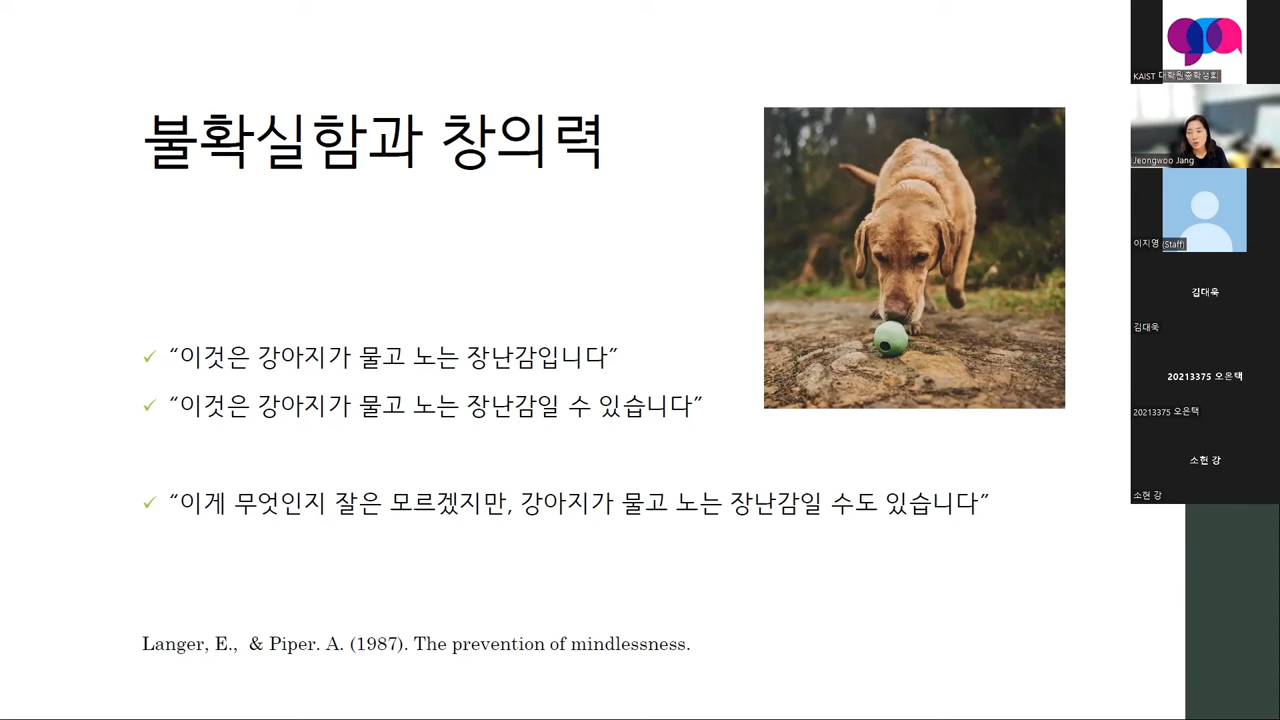 불확실함과 창의력
“이것은 강아지가 물고 노는 장난감입니다”
“이것은 강아지가 물고 노는 장난감일 수 있습니다”
“이게 무엇인지 잘은 모르겠지만, 강아지가 물고 노는 장난감일 수도 있습니다”
Langer, E., & Piper. A. (1987). The prevention of mindlessness.
ga
KAIST 대학원총학생회
Jeongwoo Jang
이지영 (Staff)
김대욱
김대욱
20213375 오은택
20213375 오은택
소현 강
소현 강